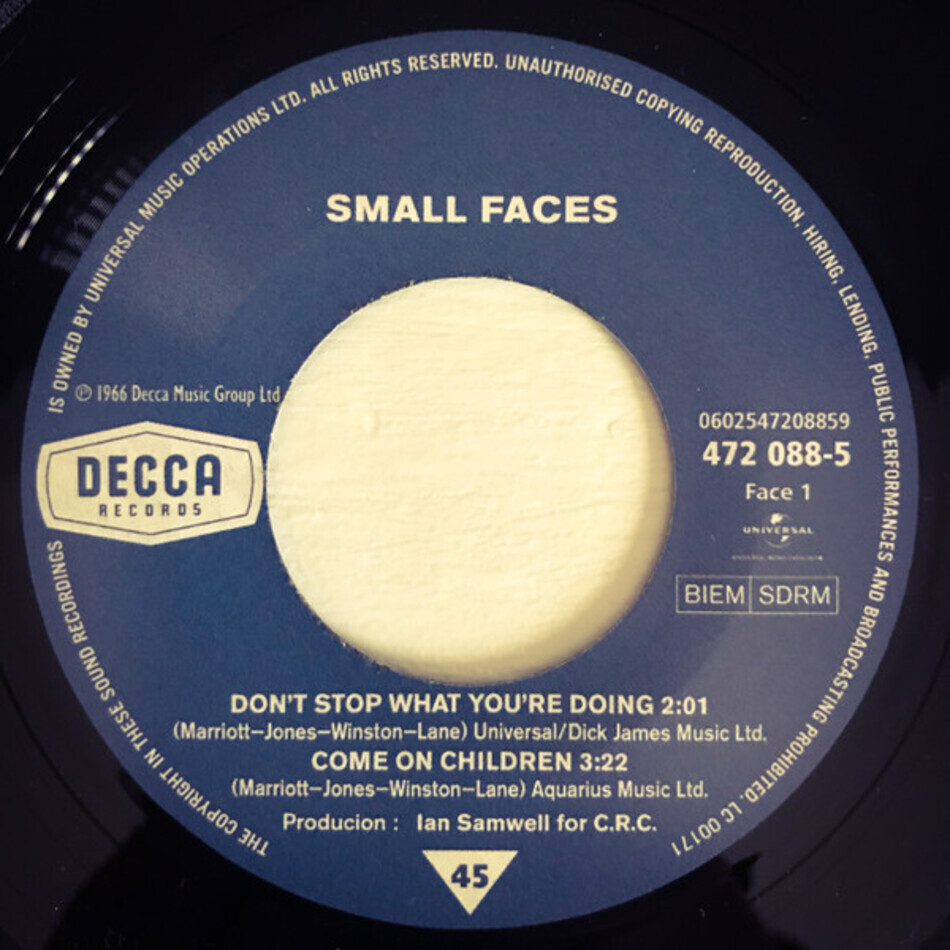 THE COPYRIGHT IN THESE SOUND RECORDINGS IS OWNED BY UNIVERSAL MUSIC OPERATIONS LTD. ALL RIGHTS RESERVED. UNAUTHORISED COPYING REPRODUCTION, HIRING, LENDING, PUBLIC PERFORMANCES AND BROADCASTING PROHIBITED. LC 00171
SMALL FACES
℗ 1966 Decca Music Group Ltd
DECCA
RECORDS
0602547208859
472 088-5
Face 1
UNIVERSAL
BIEM SDRM
DON'T STOP WHAT YOU'RE DOING 2:01
(Marriott–Jones–Winston–Lane) Universal/Dick James Music Ltd.
COME ON CHILDREN 3:22
(Marriott–Jones–Winston–Lane) Aquarius Music Ltd.
Producion : Ian Samwell for C.R.C.
45